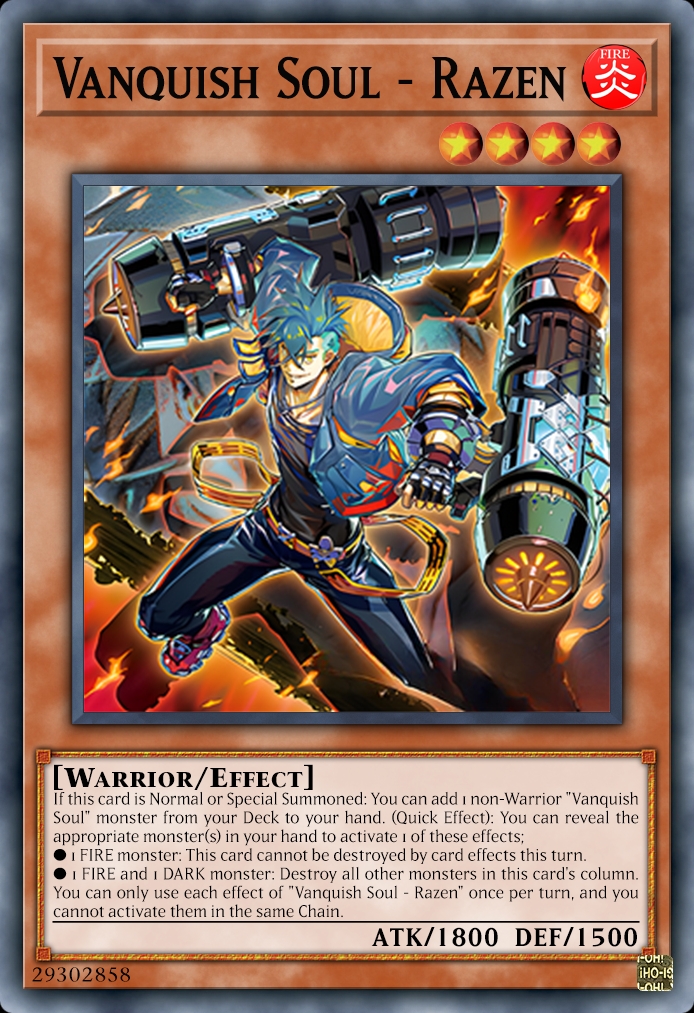 Vanquish Soul - Razen
FIRE
炎
[Warrior/Effect]
If this card is Normal or Special Summoned: You can add 1 non-Warrior "Vanquish
Soul" monster from your Deck to your hand. (Quick Effect): You can reveal the
appropriate monster(s) in your hand to activate 1 of these effects;
● 1 FIRE monster: This card cannot be destroyed by card effects this turn.
● 1 FIRE and 1 DARK monster: Destroy all other monsters in this card's column.
You can only use each effect of "Vanquish Soul - Razen" once per turn, and you
cannot activate them in the same Chain.
ATK/1800 DEF/1500
29302858